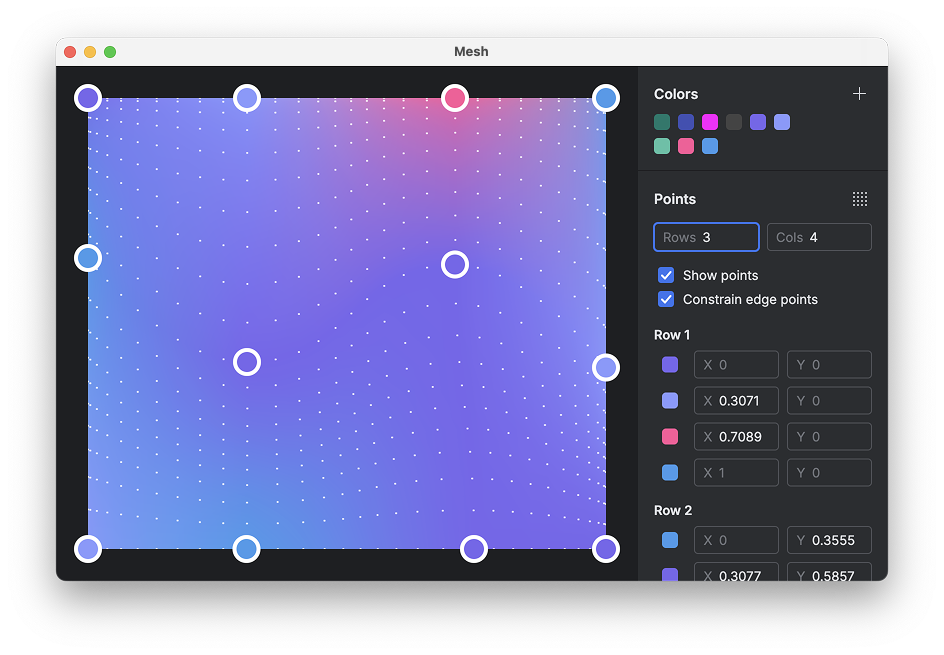 Mesh
Colors
Points
Rows 3 Cols 4
Show points
Constrain edge points
Row 1
X 0 Y 0
X 0.3071 Y 0
X 0.7089 Y 0
X 1 Y 0
Row 2
X 0 Y 0.3555
X 0.3077 Y 0.5857